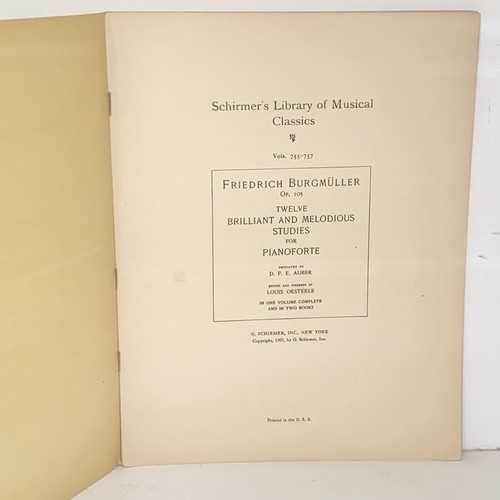 Schirmer's Library of Musical
Classics
Vols. 755-757
FRIEDRICH BURGMÜLLER
OP. 105
TWELVE
BRILLIANT AND MELODIOUS
STUDIES
FOR
PIANOFORTE
DEDICATED TO
D. F. E. AUBER
EDITED AND FINGERED BY
LOUIS OESTERLE
IN ONE VOLUME COMPLETE
AND IN TWO BOOKS
G. SCHIRMER, INC., NEW YORK
Copyright, 1903, by G. Schirmer, Inc.
Printed in the U. S. A.